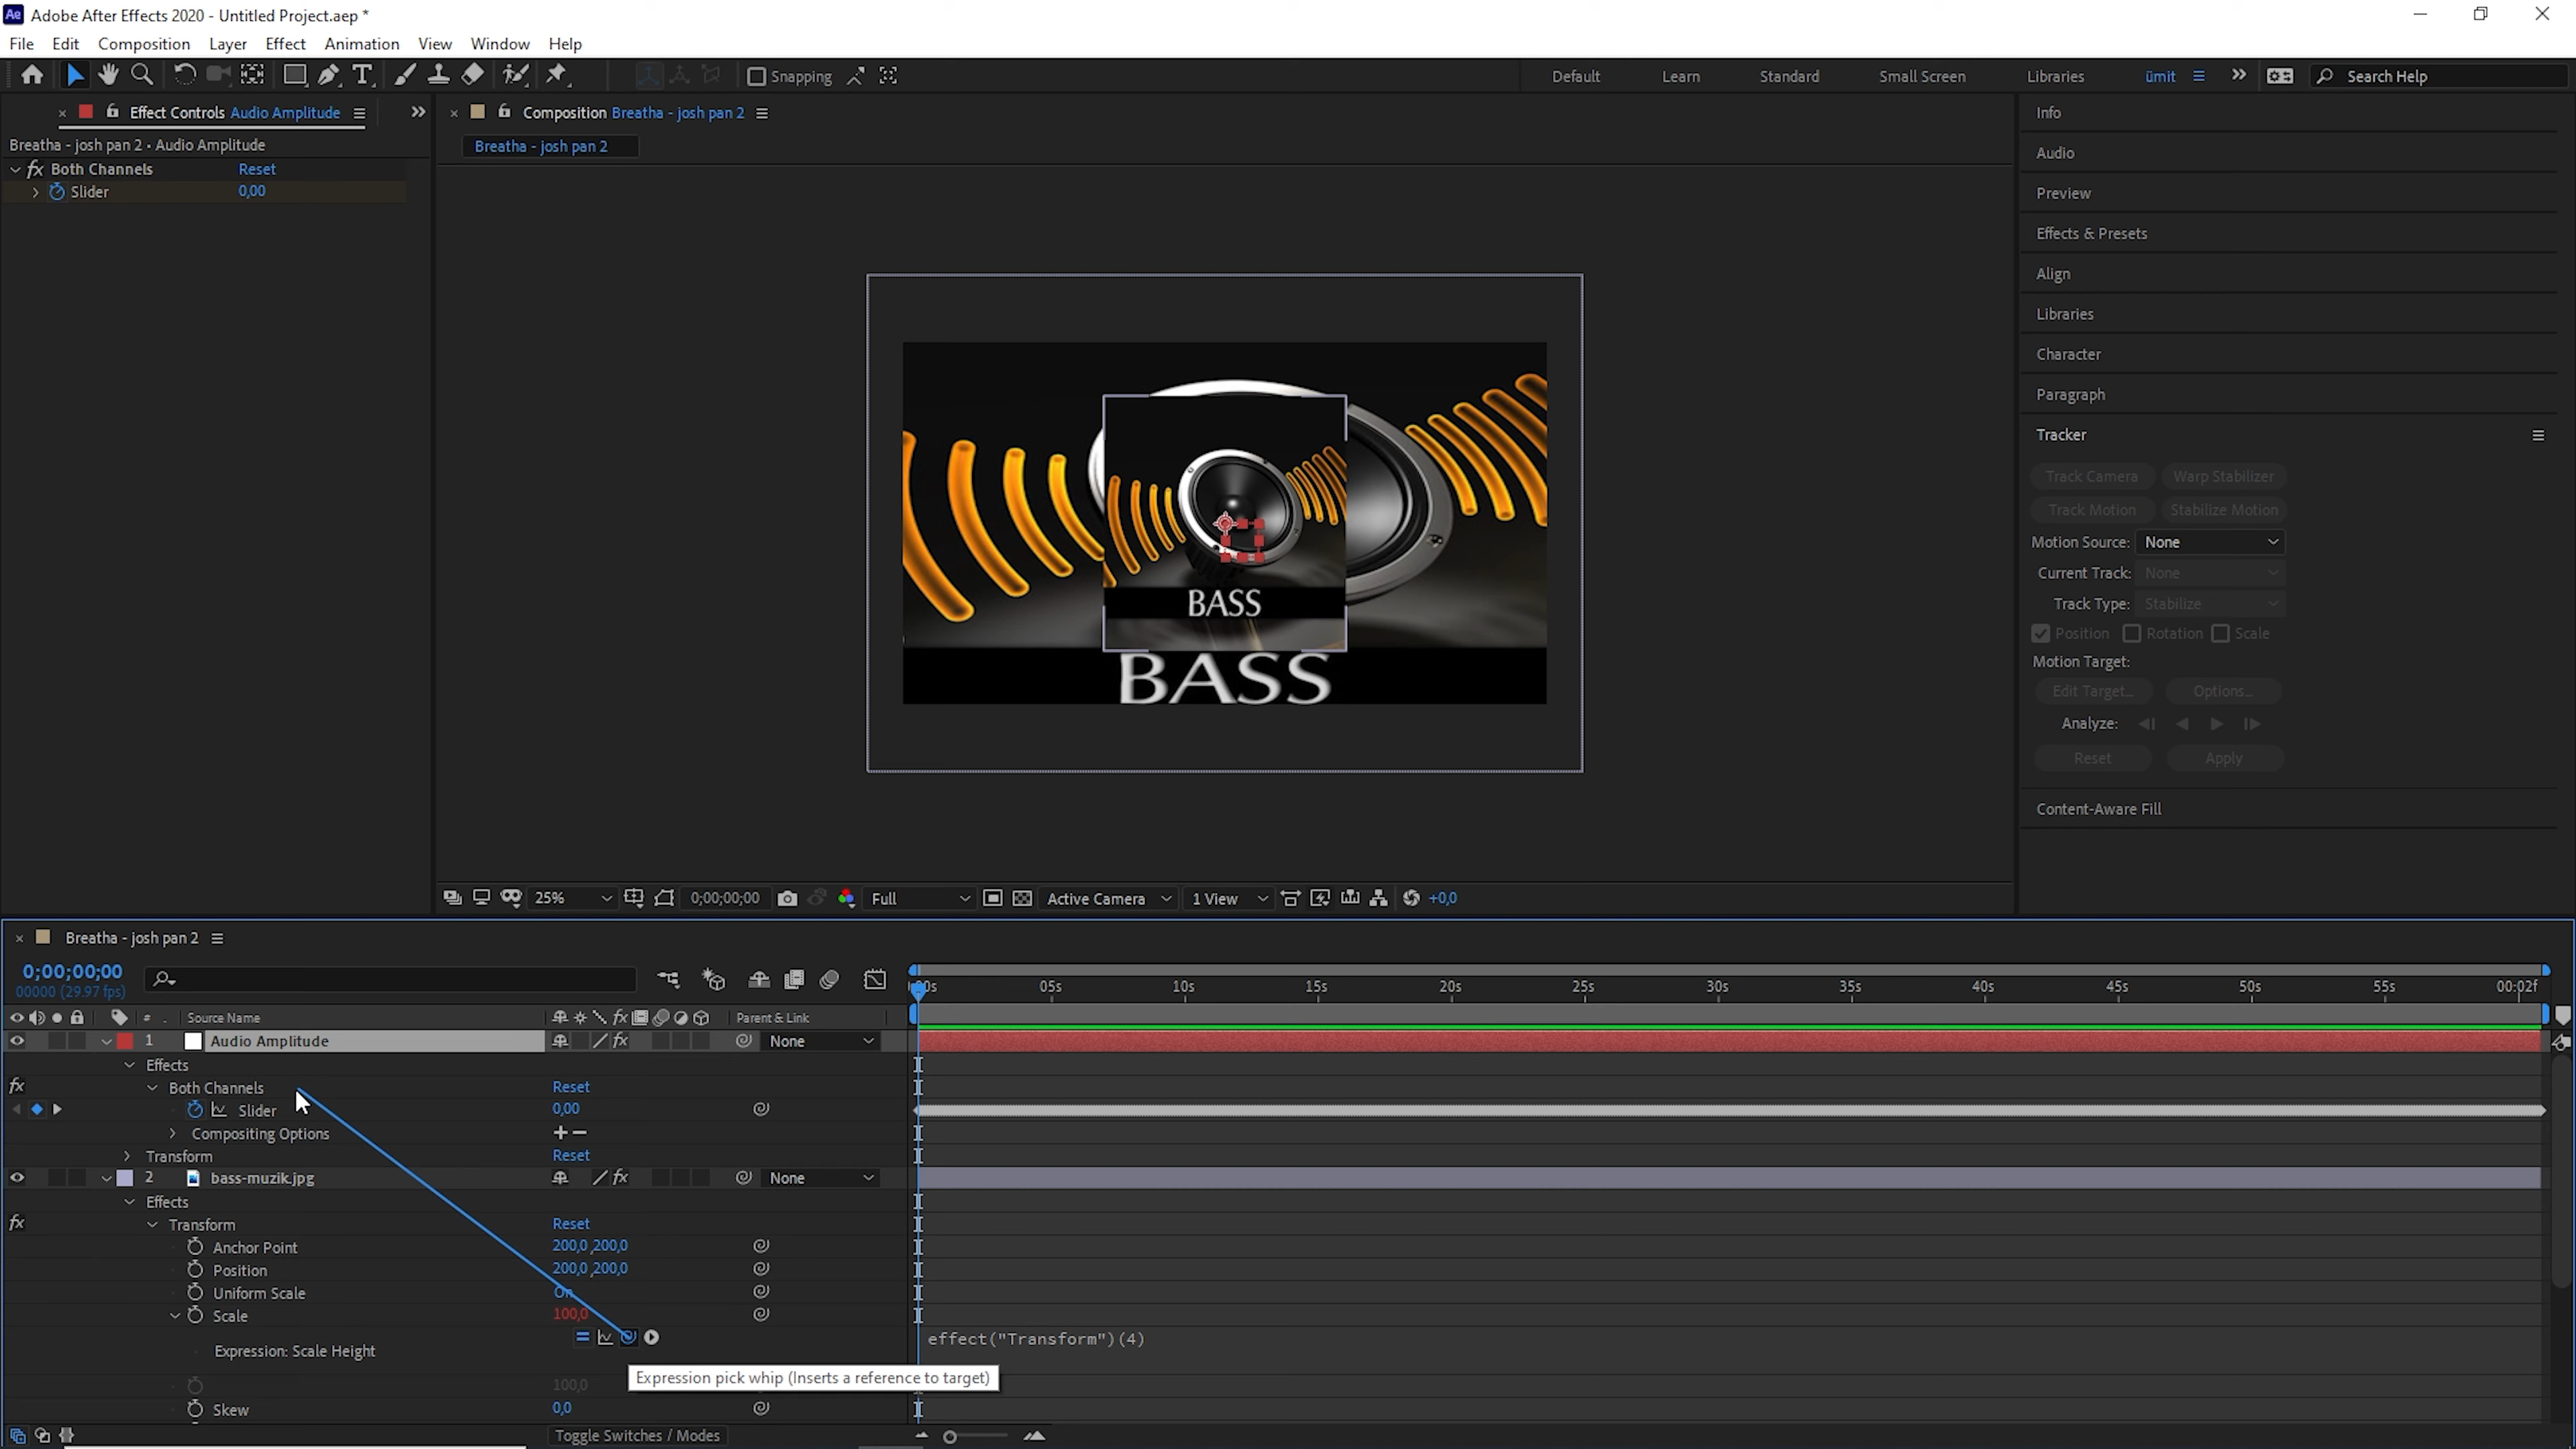 Ae Adobe After Effects 2020 - Untitled Project.aep *
File Edit Composition Layer Effect Animation View Window Help
Snapping Default Learn Standard Small Screen Libraries ümit Search Help
Effect Controls Audio Amplitude
Breatha - josh pan 2 • Audio Amplitude
fx Both Channels Reset
Slider 0,00
Composition Breatha - josh pan 2
Breatha - josh pan 2
BASS
BASS
25% 0;00;00;00 Full Active Camera 1 View +0,0
Info
Audio
Preview
Effects & Presets
Align
Libraries
Character
Paragraph
Tracker
Track Camera Warp Stabilizer
Track Motion Stabilize Motion
Motion Source: None
Current Track: None
Track Type: Stabilize
Position Rotation Scale
Motion Target:
Edit Target... Options...
Analyze:
Reset Apply
Content-Aware Fill
Breatha - josh pan 2
0;00;00;00
00000 (29.97 fps)
05s 10s 15s 20s 25s 30s 35s 40s 45s 50s 55s 00:02f
# Source Name fx Parent & Link
1 Audio Amplitude fx None
Effects
fx Both Channels Reset
Slider 0,00
Compositing Options
Transform Reset
2 bass-muzik.jpg fx None
Effects
fx Transform Reset
Anchor Point 200,0 ,200,0
Position 200,0 ,200,0
Uniform Scale On
Scale 100,0
Expression: Scale Height effect("Transform")(4)
Expression pick whip (Inserts a reference to target)
100,0
Skew 0,0
Toggle Switches / Modes